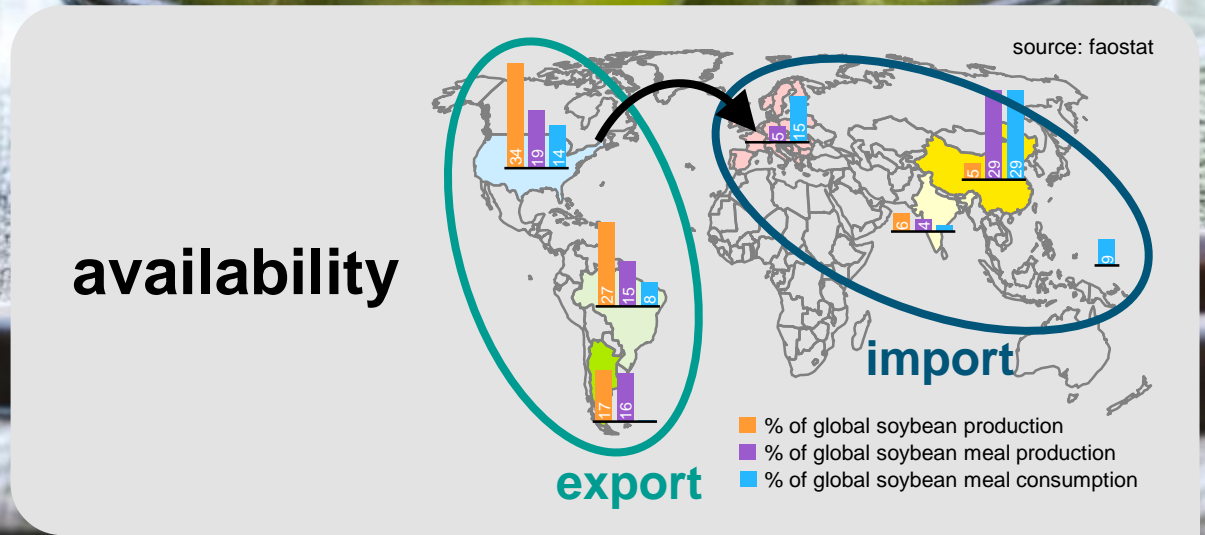 source: faostat
34
19
14
5
15
5
29
29
6
4
9
27
15
8
17
16
availability
import
export
% of global soybean production
% of global soybean meal production
% of global soybean meal consumption